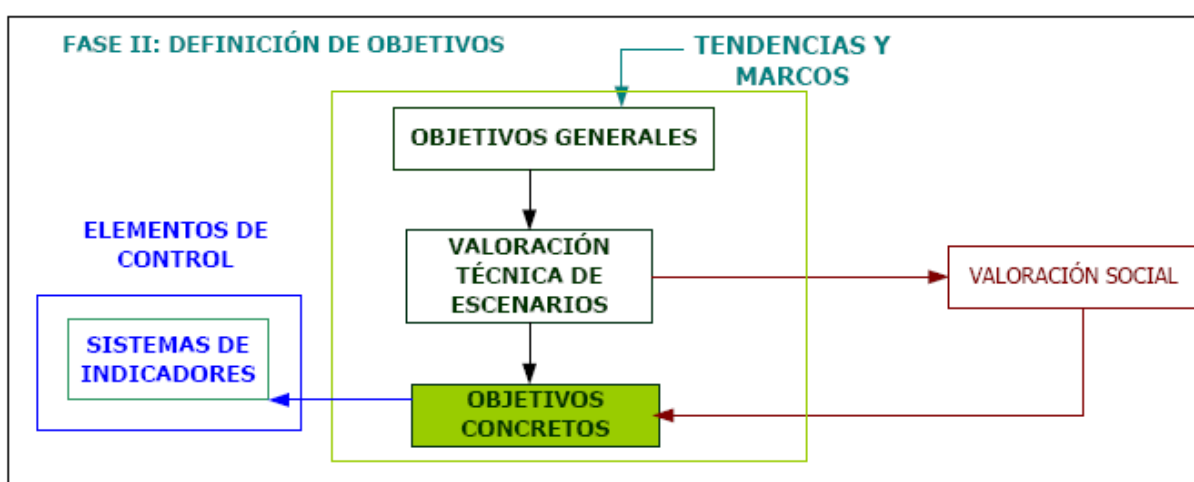 FASE II: DEFINICIÓN DE OBJETIVOS
TENDENCIAS Y
MARCOS
OBJETIVOS GENERALES
ELEMENTOS DE
CONTROL
VALORACIÓN
TÉCNICA DE
ESCENARIOS
VALORACIÓN SOCIAL
SISTEMAS DE
INDICADORES
OBJETIVOS
CONCRETOS